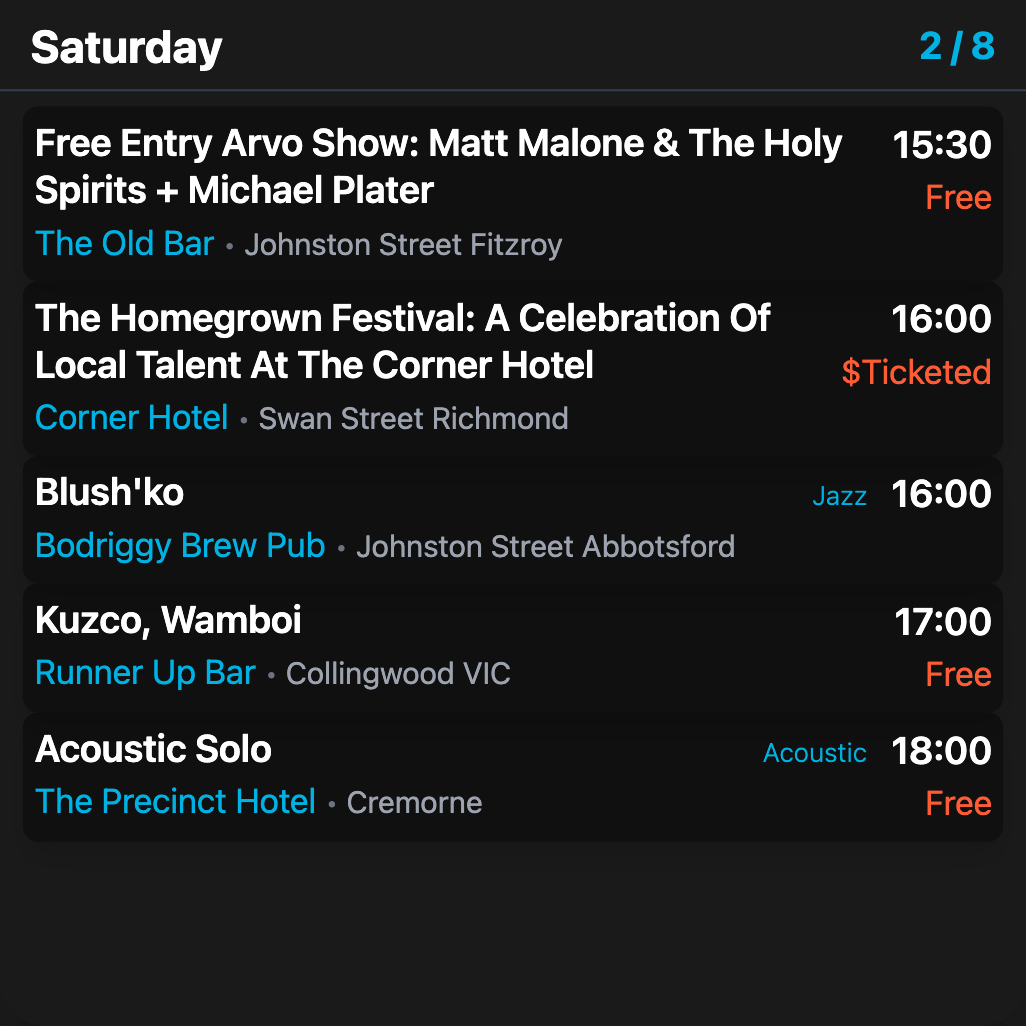 Saturday
2 / 8
Free Entry Arvo Show: Matt Malone & The Holy
Spirits + Michael Plater
15:30
Free
The Old Bar • Johnston Street Fitzroy
The Homegrown Festival: A Celebration Of
Local Talent At The Corner Hotel
16:00
$Ticketed
Corner Hotel • Swan Street Richmond
Blush'ko
Jazz
16:00
Bodriggy Brew Pub • Johnston Street Abbotsford
Kuzco, Wamboi
17:00
Runner Up Bar • Collingwood VIC
Free
Acoustic Solo
Acoustic
18:00
The Precinct Hotel • Cremorne
Free